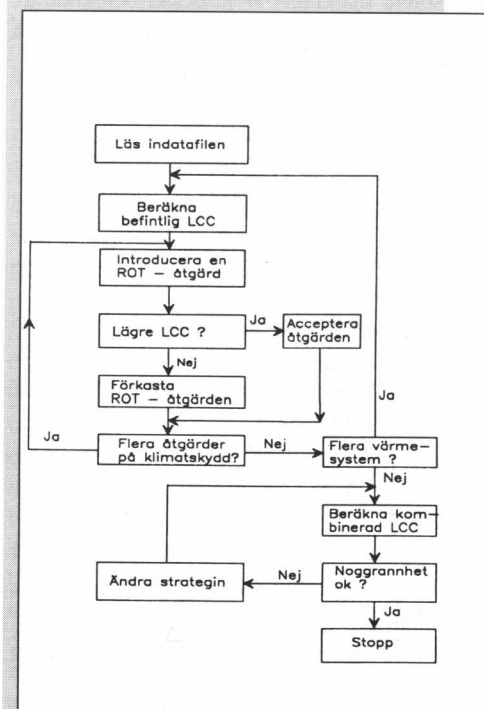 Läs indatafilen
Beräkna
befintlig LCC
Introducera en
ROT – åtgärd
Lägre LCC ?
Ja
Acceptera
åtgärden
Nej
Förkasta
ROT – åtgärden
Ja
Flera åtgärder
på klimatskydd?
Nej
Flera värme-
system ?
Ja
Nej
Beräkna kom-
binerad LCC
Ändra strategin
Nej
Noggrannhet
ok ?
Ja
Stopp